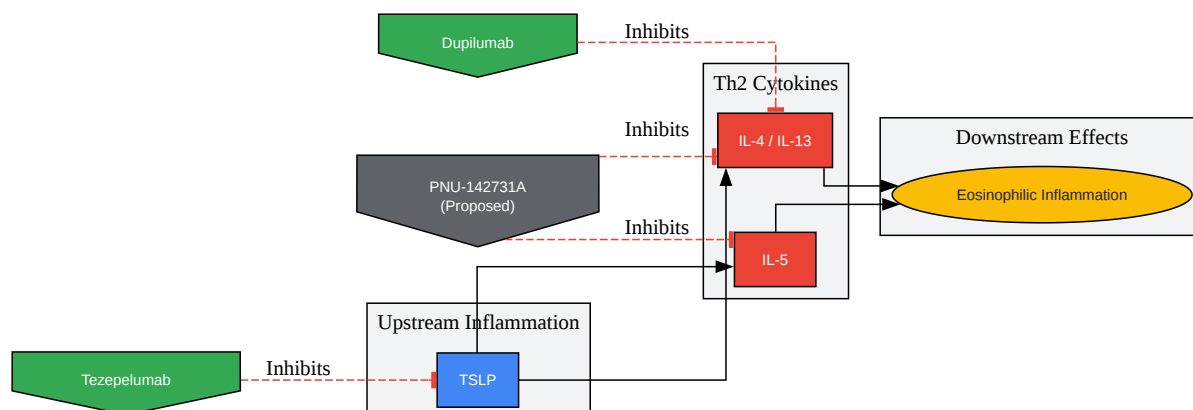 Dupilumab
Inhibits
Th2 Cytokines
Inhibits
IL-4 / IL-13
Downstream Effects
PNU-142731A
(Proposed)
Eosinophilic Inflammation
Inhibits
IL-5
Upstream Inflammation
Tezepelumab
Inhibits
TSLP